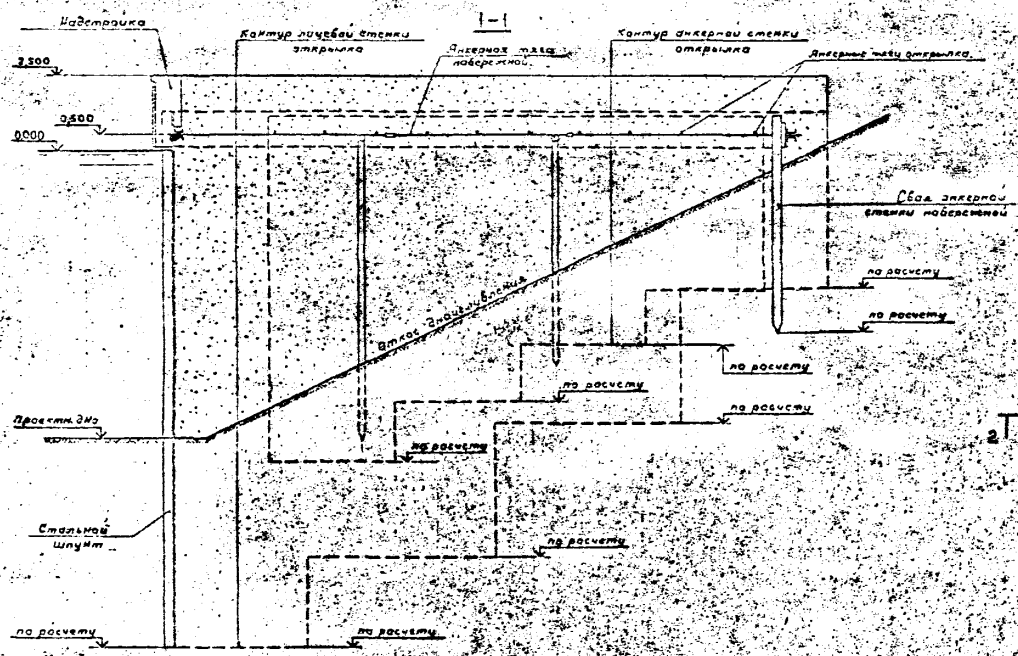 1-1
Надстройка
Контур лицевой стенки
открылка
Анкерная тяга
набережной
Контур анкерной стенки
открылка
Анкерные тяги открылка
2,500
0,500
0,000
Свая анкерной
стенки набережной
по расчету
по расчету
по расчету
по расчету
по расчету
по расчету
Проектн. дно
2
Стальной
шпунт
по расчету
по расчету
по расчету